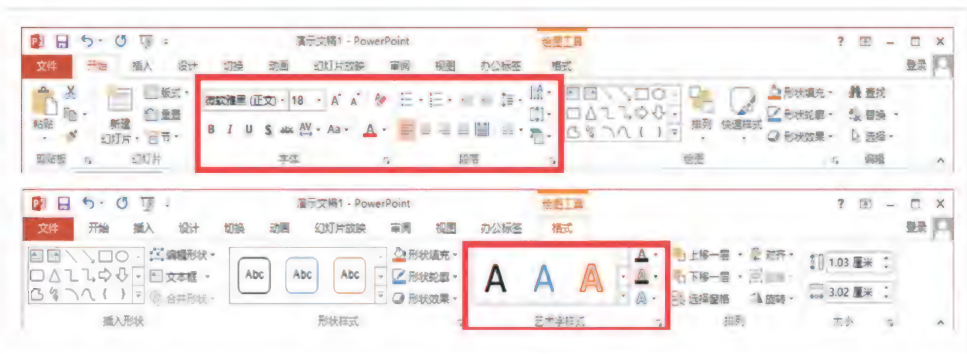 演示文稿1 - PowerPoint 绘图工具 ?
文件 开始 插入 设计 切换 动画 幻灯片放映 审阅 视图 办公标签 格式 登录
粘贴 新建 幻灯片 版式 重置 节 微软雅黑 (正文) 18 A A B I U S abc AV Aa A 排列 快速样式 形状填充 形状轮廓 形状效果 查找 替换 选择
剪贴板 幻灯片 字体 段落 绘图 编辑
演示文稿1 - PowerPoint 绘图工具 ?
文件 开始 插入 设计 切换 动画 幻灯片放映 审阅 视图 办公标签 格式 登录
编辑形状 形状填充 A 上移一层 对齐 1.03 厘米
文本框 Abc Abc Abc 形状轮廓 A A A A 下移一层
合并形状 形状效果 A 选择窗格 旋转 3.02 厘米
插入形状 形状样式 艺术字样式 排列 大小